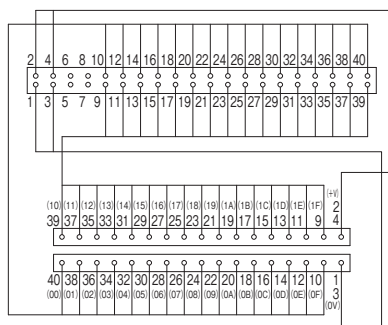 2 4 6 8 10 12 14 16 18 20 22 24 26 28 30 32 34 36 38 40
1 3 5 7 9 11 13 15 17 19 21 23 25 27 29 31 33 35 37 39
(10) (11) (12) (13) (14) (15) (16) (17) (18) (19) (1A) (1B) (1C) (1D) (1E) (1F) (+V) 2
39 37 35 33 31 29 27 25 23 21 19 17 15 13 11 9 4
40 38 36 34 32 30 28 26 24 22 20 18 16 14 12 10 1
(00) (01) (02) (03) (04) (05) (06) (07) (08) (09) (0A) (0B) (0C) (0D) (0E) (0F) 3
(0V)